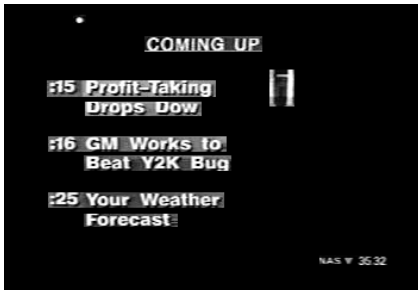 COMING UP
:15 Profit-Taking
Drops Dow
:16 GM Works to
Beat Y2K Bug
:25 Your Weather
Forecast
NAS ▼ 35.32